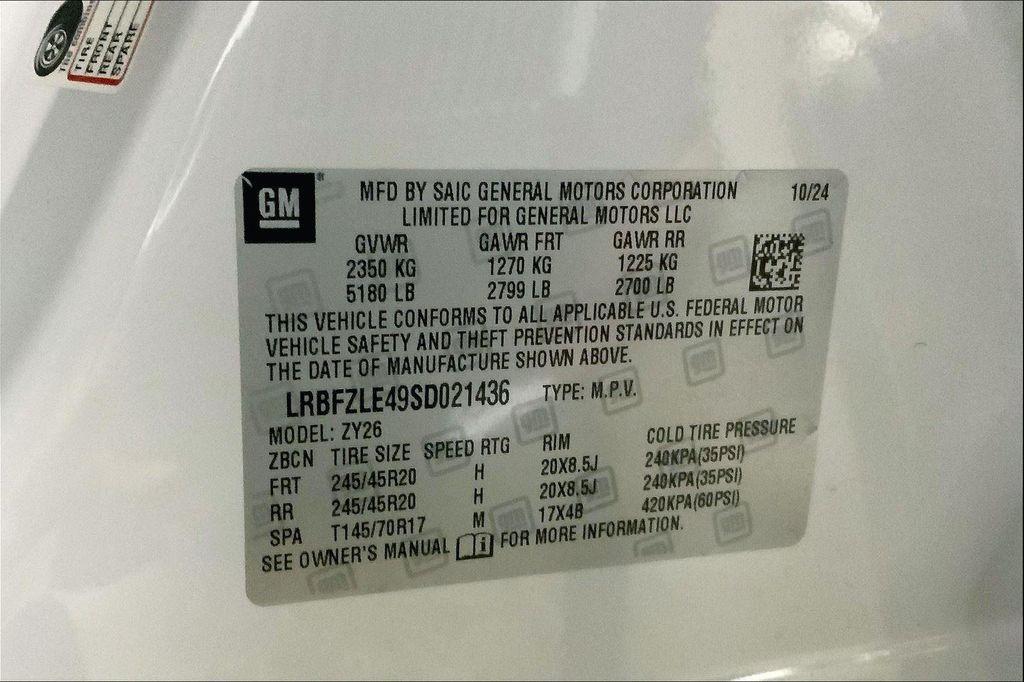 TIRE
FRONT
REAR
SPARE
GM
MFD BY SAIC GENERAL MOTORS CORPORATION 10/24
LIMITED FOR GENERAL MOTORS LLC
GVWR GAWR FRT GAWR RR
2350 KG 1270 KG 1225 KG
5180 LB 2799 LB 2700 LB
THIS VEHICLE CONFORMS TO ALL APPLICABLE U.S. FEDERAL MOTOR
VEHICLE SAFETY AND THEFT PREVENTION STANDARDS IN EFFECT ON
THE DATE OF MANUFACTURE SHOWN ABOVE.
LRBFZLE49SD021436 TYPE: M.P.V.
MODEL: ZY26
ZBCN TIRE SIZE SPEED RTG RIM COLD TIRE PRESSURE
FRT 245/45R20 H 20X8.5J 240KPA(35PSI)
RR 245/45R20 H 20X8.5J 240KPA(35PSI)
SPA T145/70R17 M 17X4B 420KPA(60PSI)
SEE OWNER'S MANUAL FOR MORE INFORMATION.